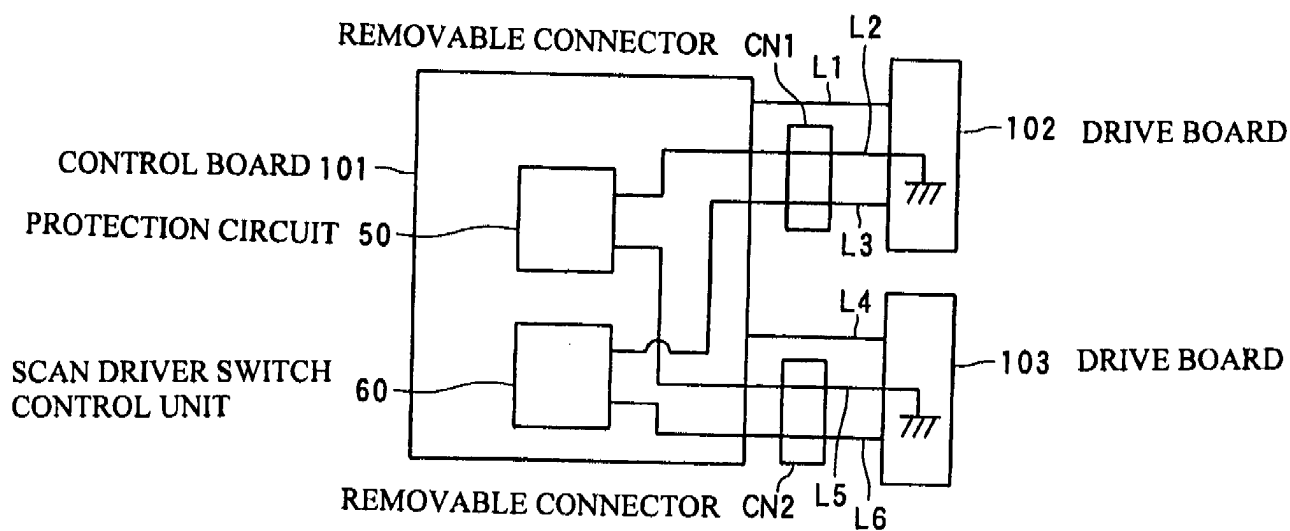 REMOVABLE CONNECTOR CN1
L2
L1
102 DRIVE BOARD
CONTROL BOARD 101
PROTECTION CIRCUIT 50
L3
L4
SCAN DRIVER SWITCH
CONTROL UNIT
60
103 DRIVE BOARD
REMOVABLE CONNECTOR CN2
L5
L6